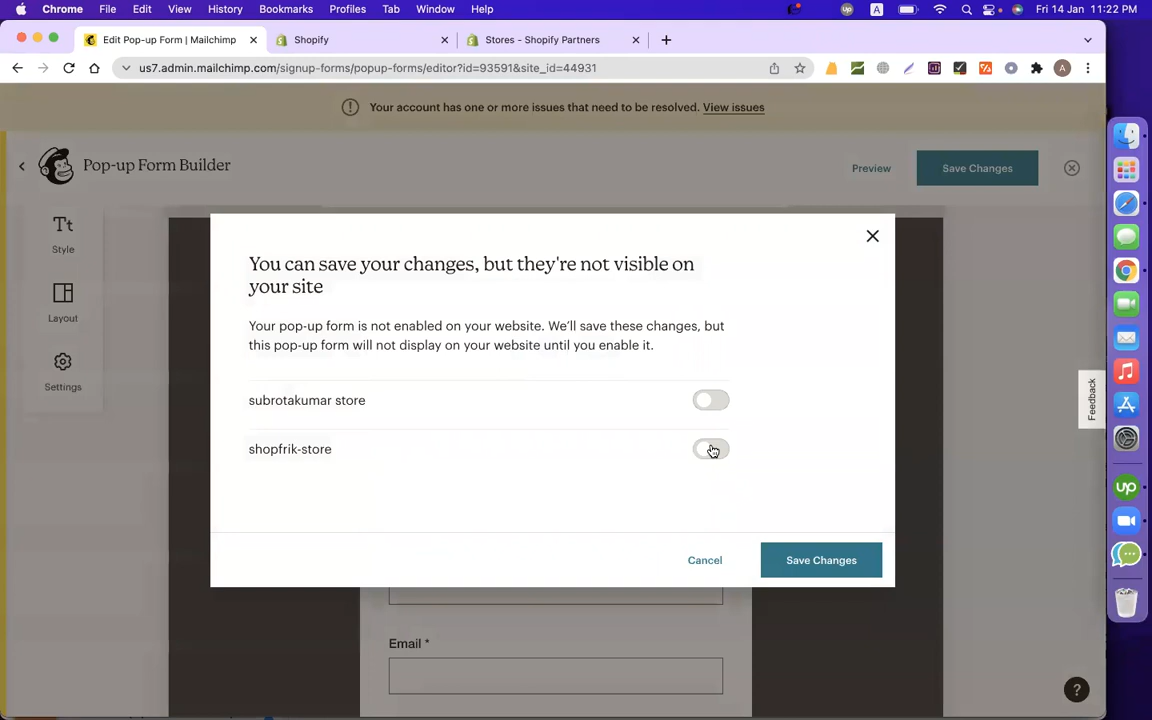 Chrome File Edit View History Bookmarks Profiles Tab Window Help A Fri 14 Jan 11:22 PM
Edit Pop-up Form | Mailchimp Shopify Stores - Shopify Partners
us7.admin.mailchimp.com/signup-forms/popup-forms/editor?id=93591&site_id=44931 A
! Your account has one or more issues that need to be resolved. View issues
Pop-up Form Builder Preview Save Changes
Tt
Style
Layout
Settings
You can save your changes, but they're not visible on
your site
Your pop-up form is not enabled on your website. We'll save these changes, but
this pop-up form will not display on your website until you enable it.
subrotakumar store
shopfrik-store
Cancel Save Changes
Email *
Feedback
up
?